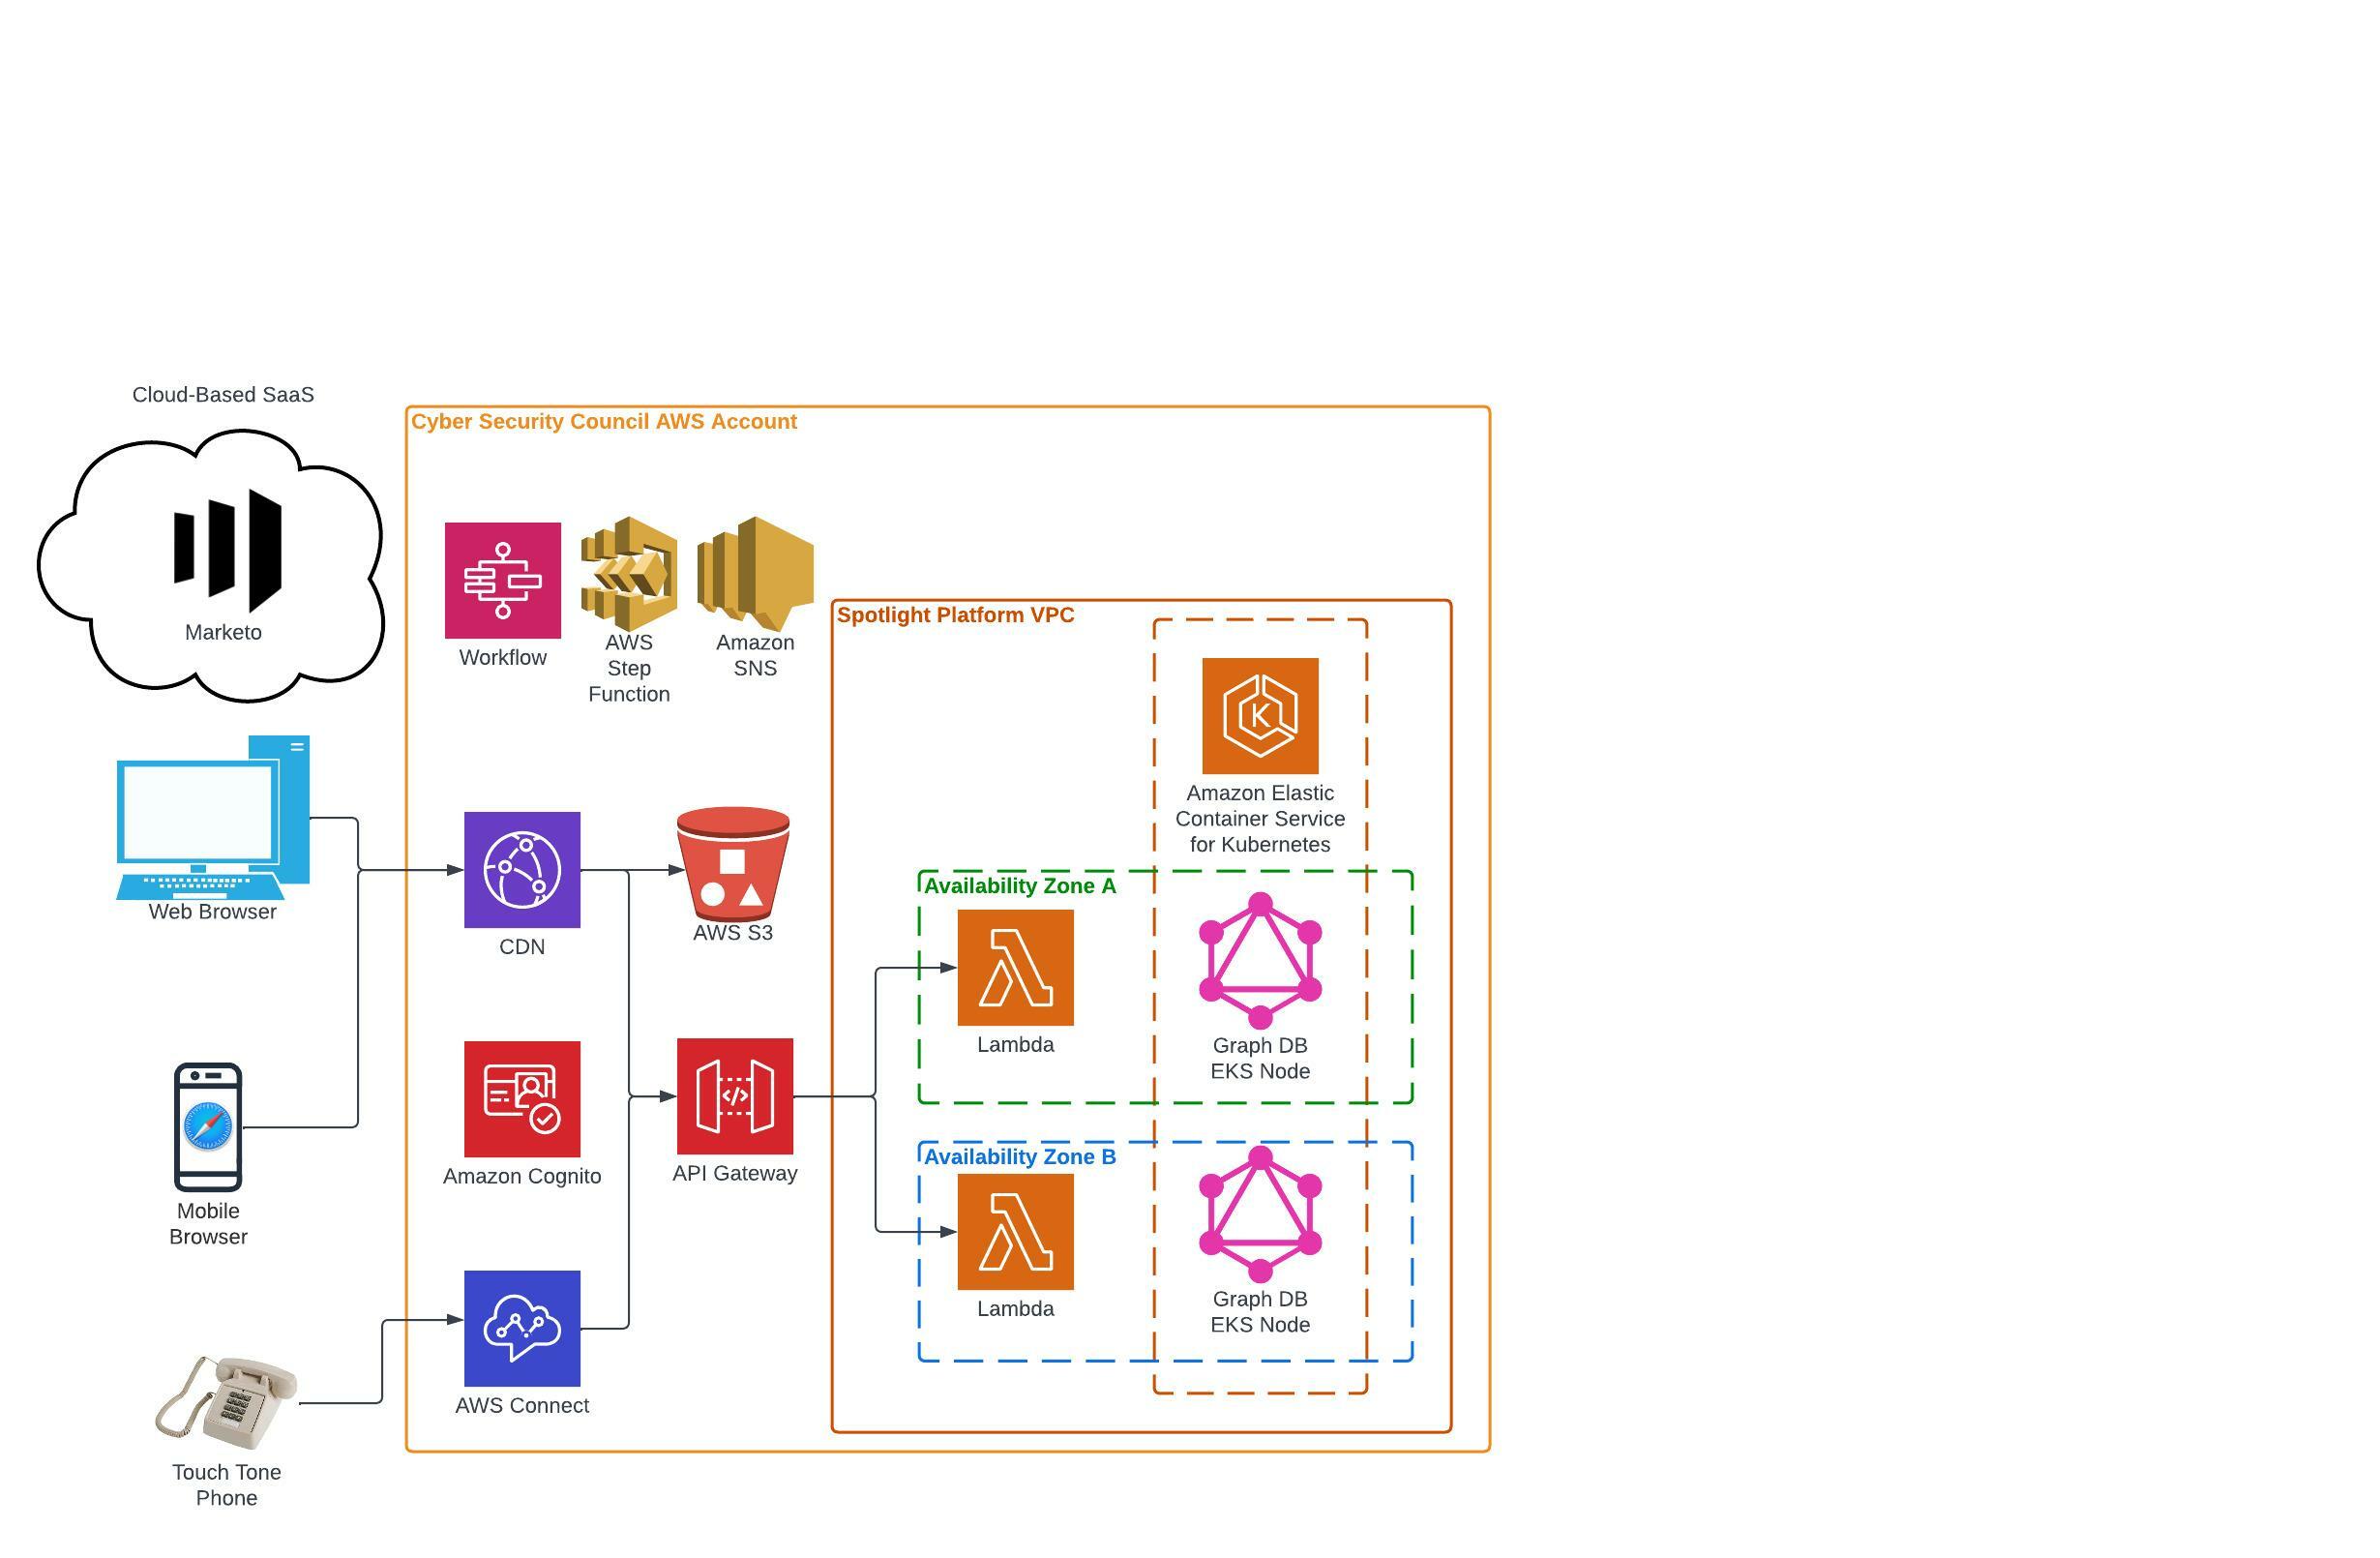 Cloud-Based SaaS
Marketo
Cyber Security Council AWS Account
Workflow
AWS
Step
Function
Amazon
SNS
Spotlight Platform VPC
Amazon Elastic
Container Service
for Kubernetes
Web Browser
CDN
AWS S3
Availability Zone A
Lambda
Graph DB
EKS Node
Mobile
Browser
Amazon Cognito
API Gateway
Availability Zone B
Lambda
Graph DB
EKS Node
AWS Connect
Touch Tone
Phone